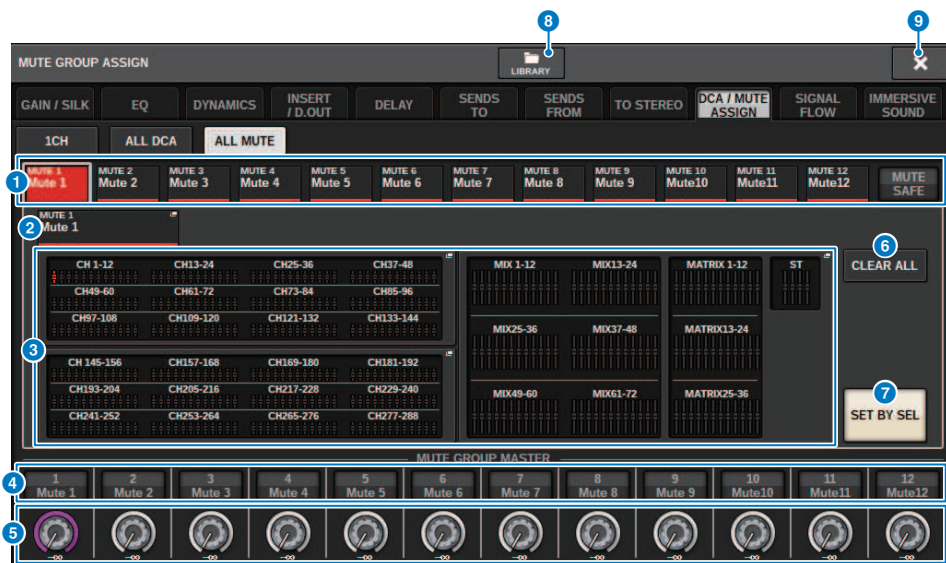 8 9
MUTE GROUP ASSIGN LIBRARY
GAIN / SILK EQ DYNAMICS INSERT / D.OUT DELAY SENDS TO SENDS FROM TO STEREO DCA / MUTE ASSIGN SIGNAL FLOW IMMERSIVE SOUND
1CH ALL DCA ALL MUTE
1 MUTE 1 MUTE 2 MUTE 3 MUTE 4 MUTE 5 MUTE 6 MUTE 7 MUTE 8 MUTE 9 MUTE 10 MUTE 11 MUTE 12
Mute 1 Mute 2 Mute 3 Mute 4 Mute 5 Mute 6 Mute 7 Mute 8 Mute 9 Mute10 Mute11 Mute12 MUTE SAFE
2 MUTE 1
Mute 1
6
CH 1-12 CH13-24 CH25-36 CH37-48 MIX 1-12 MIX13-24 MATRIX 1-12 ST CLEAR ALL
CH49-60 CH61-72 CH73-84 CH85-96
CH97-108 CH109-120 CH121-132 CH133-144 MIX25-36 MIX37-48 MATRIX13-24
3
CH 145-156 CH157-168 CH169-180 CH181-192
CH193-204 CH205-216 CH217-228 CH229-240 MIX49-60 MIX61-72 MATRIX25-36
7
CH241-252 CH253-264 CH265-276 CH277-288 SET BY SEL
MUTE GROUP MASTER
4 1 2 3 4 5 6 7 8 9 10 11 12
Mute 1 Mute 2 Mute 3 Mute 4 Mute 5 Mute 6 Mute 7 Mute 8 Mute 9 Mute10 Mute11 Mute12
5
-∞ -∞ -∞ -∞ -∞ -∞ -∞ -∞ -∞ -∞ -∞ -∞